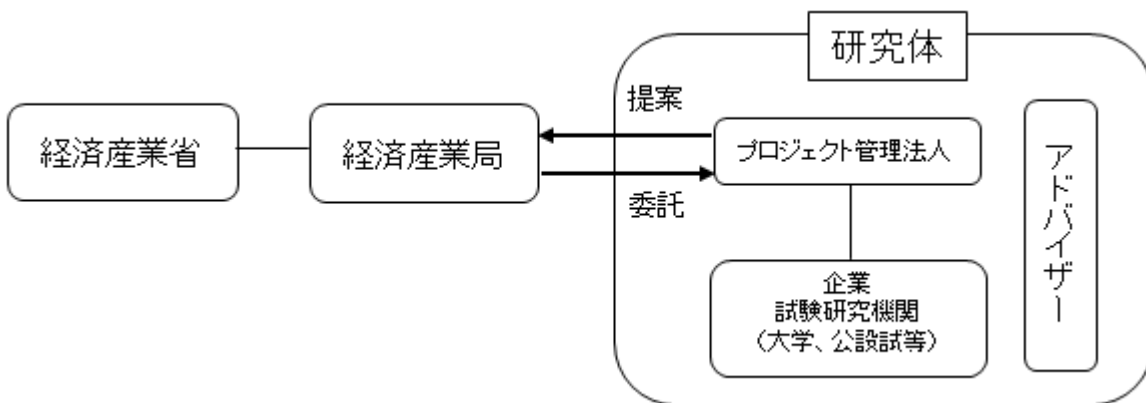 研究体
提案
経済産業省
経済産業局
プロジェクト管理法人
委託
企業
試験研究機関
（大学、公設試等）
アドバイザー